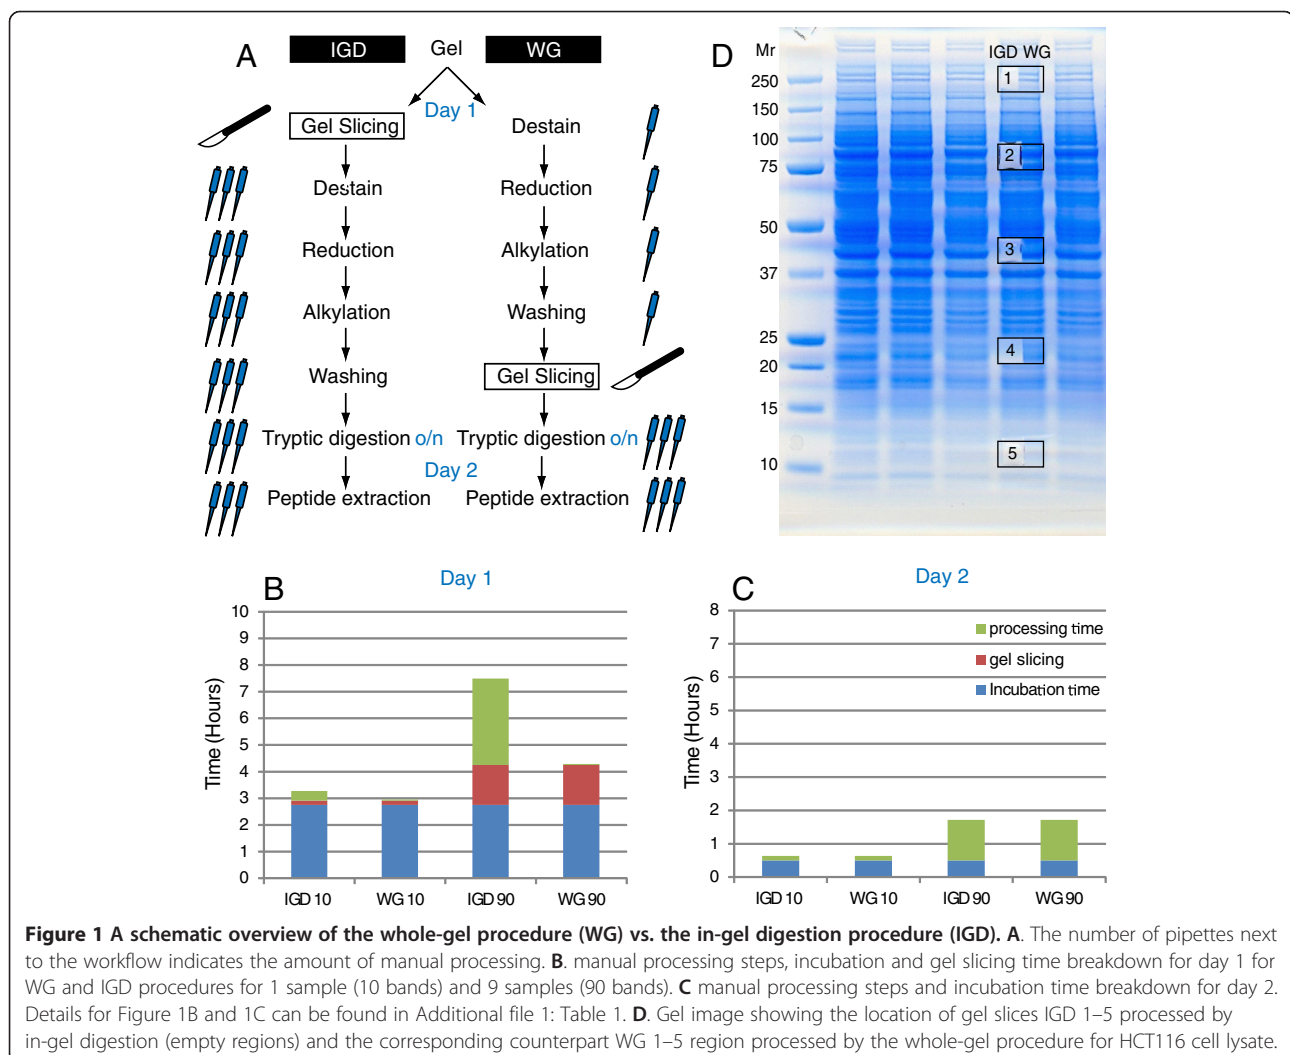 A
IGD
Gel
WG
Day 1
Gel Slicing
Destain
Destain
Reduction
Reduction
Alkylation
Alkylation
Washing
Washing
Gel Slicing
Tryptic digestion o/n
Tryptic digestion o/n
Day 2
Peptide extraction
Peptide extraction
D
Mr
IGD WG
250
150
100
75
50
37
25
20
15
10
1
2
3
4
5
B
Day 1
Time (Hours)
10
9
8
7
6
5
4
3
2
1
0
IGD 10
WG 10
IGD 90
WG 90
C
Day 2
Time (Hours)
8
7
6
5
4
3
2
1
0
processing time
gel slicing
Incubation time
IGD 10
WG 10
IGD 90
WG 90
Figure 1 A schematic overview of the whole-gel procedure (WG) vs. the in-gel digestion procedure (IGD). A. The number of pipettes next
to the workflow indicates the amount of manual processing. B. manual processing steps, incubation and gel slicing time breakdown for day 1 for
WG and IGD procedures for 1 sample (10 bands) and 9 samples (90 bands). C manual processing steps and incubation time breakdown for day 2.
Details for Figure 1B and 1C can be found in Additional file 1: Table 1. D. Gel image showing the location of gel slices IGD 1–5 processed by
in-gel digestion (empty regions) and the corresponding counterpart WG 1–5 region processed by the whole-gel procedure for HCT116 cell lysate.